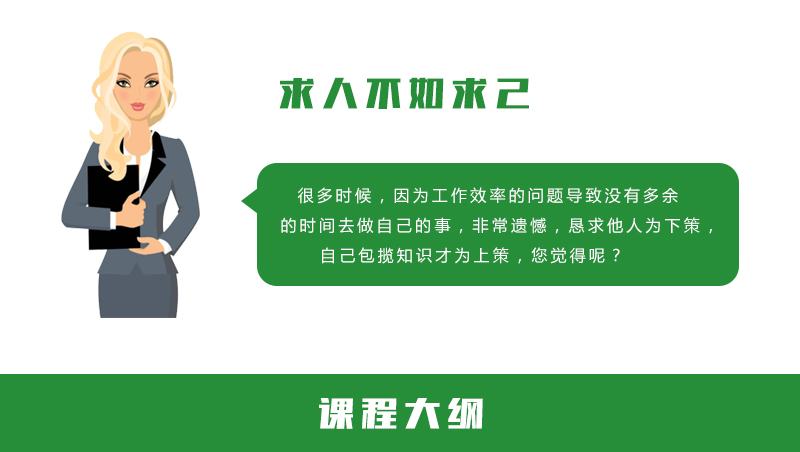 求人不如求己
很多时候，因为工作效率的问题导致没有多余
的时间去做自己的事，非常遗憾，恳求他人为下策，
自己包揽知识才为上策，您觉得呢？
课程大纲